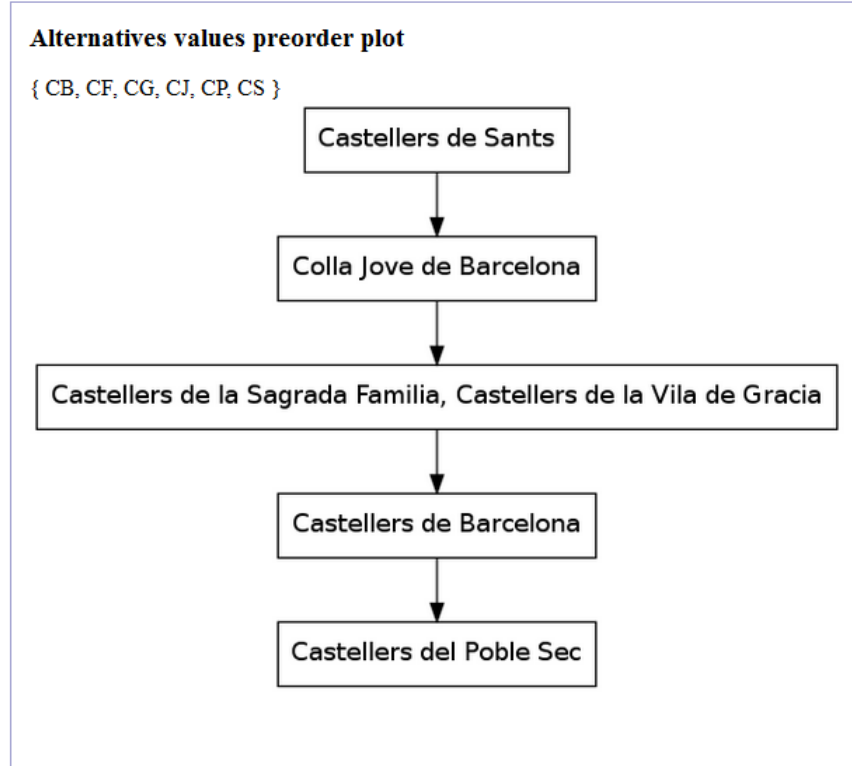 Alternatives values preorder plot
{ CB, CF, CG, CJ, CP, CS }
Castellers de Sants
Colla Jove de Barcelona
Castellers de la Sagrada Familia, Castellers de la Vila de Gracia
Castellers de Barcelona
Castellers del Poble Sec